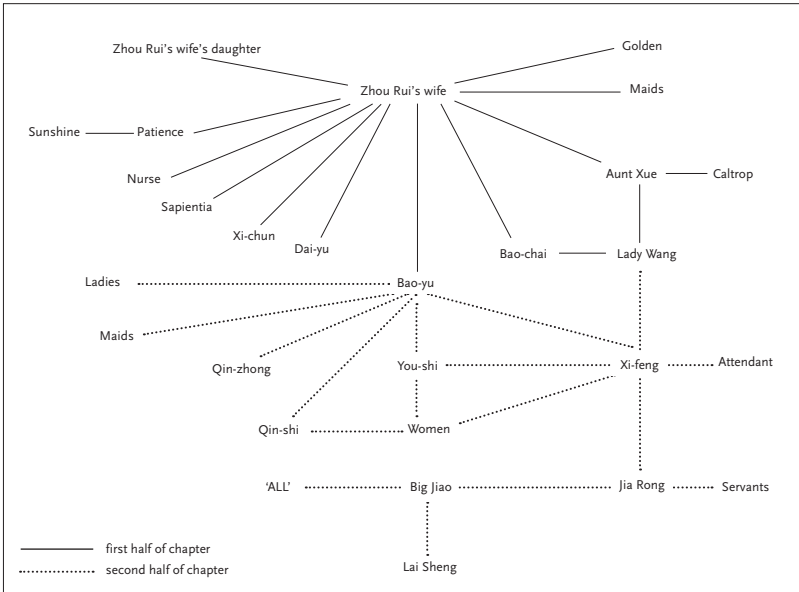 Zhou Rui's wife's daughter
Golden
Zhou Rui's wife
Maids
Sunshine
Patience
Nurse
Aunt Xue
Caltrop
Sapientia
Xi-chun
Dai-yu
Bao-chai
Lady Wang
Ladies
Bao-yu
Maids
Qin-zhong
You-shi
Xi-feng
Attendant
Qin-shi
Women
'ALL'
Big Jiao
Jia Rong
Servants
first half of chapter
second half of chapter
Lai Sheng